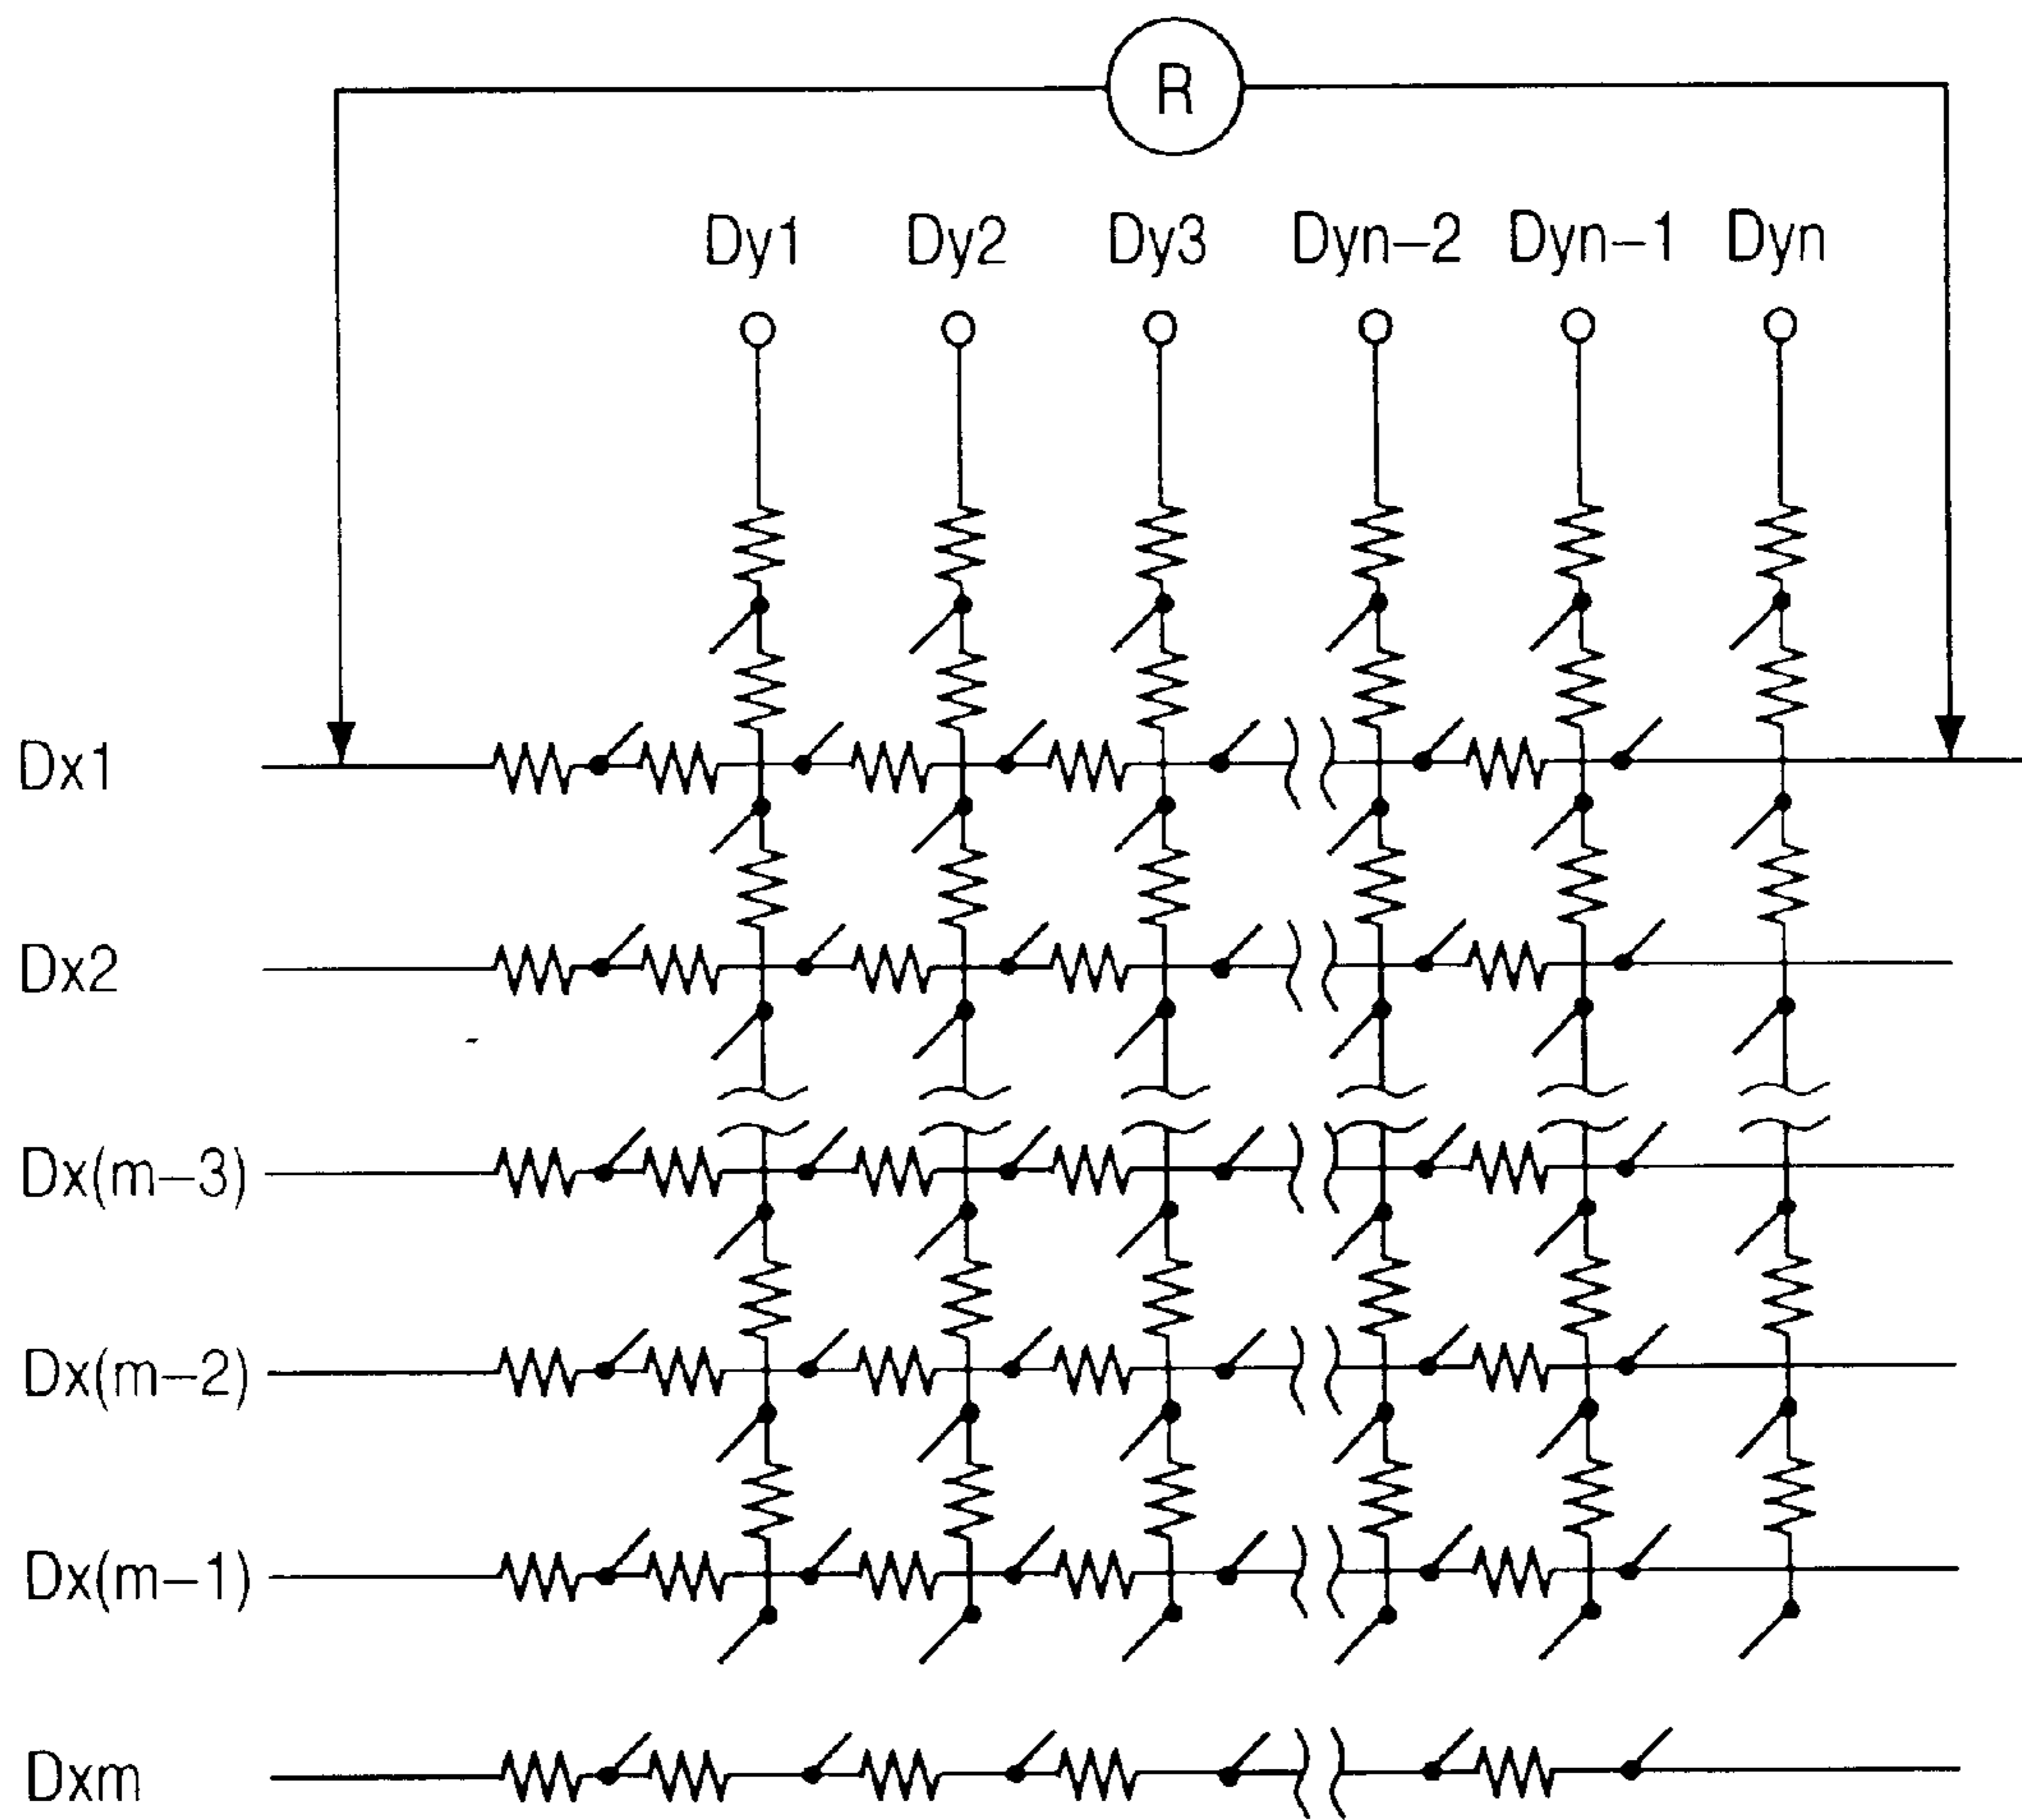 R
Dy1 Dy2 Dy3 Dyn-2 Dyn-1 Dyn
Dx1
Dx2
Dx(m-3)
Dx(m-2)
Dx(m-1)
Dxm